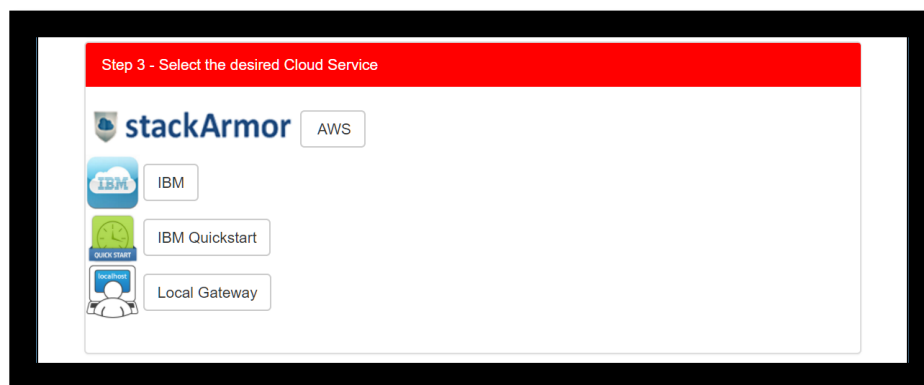 Step 3 - Select the desired Cloud Service
stackArmor AWS
IBM IBM
QUICK START IBM Quickstart
localhost Local Gateway